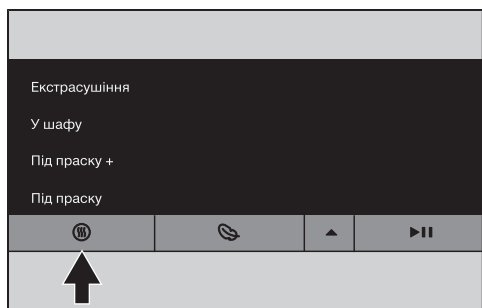 Екстрасушіння
У шафу
Під праску +
Під праску